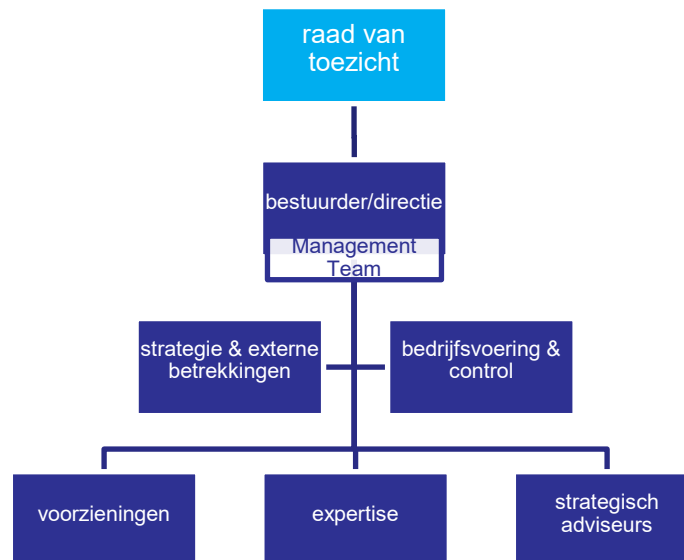 raad van
toezicht
bestuurder/directie
Management
Team
strategie & externe
betrekkingen
bedrijfsvoering &
control
voorzieningen
expertise
strategisch
adviseurs